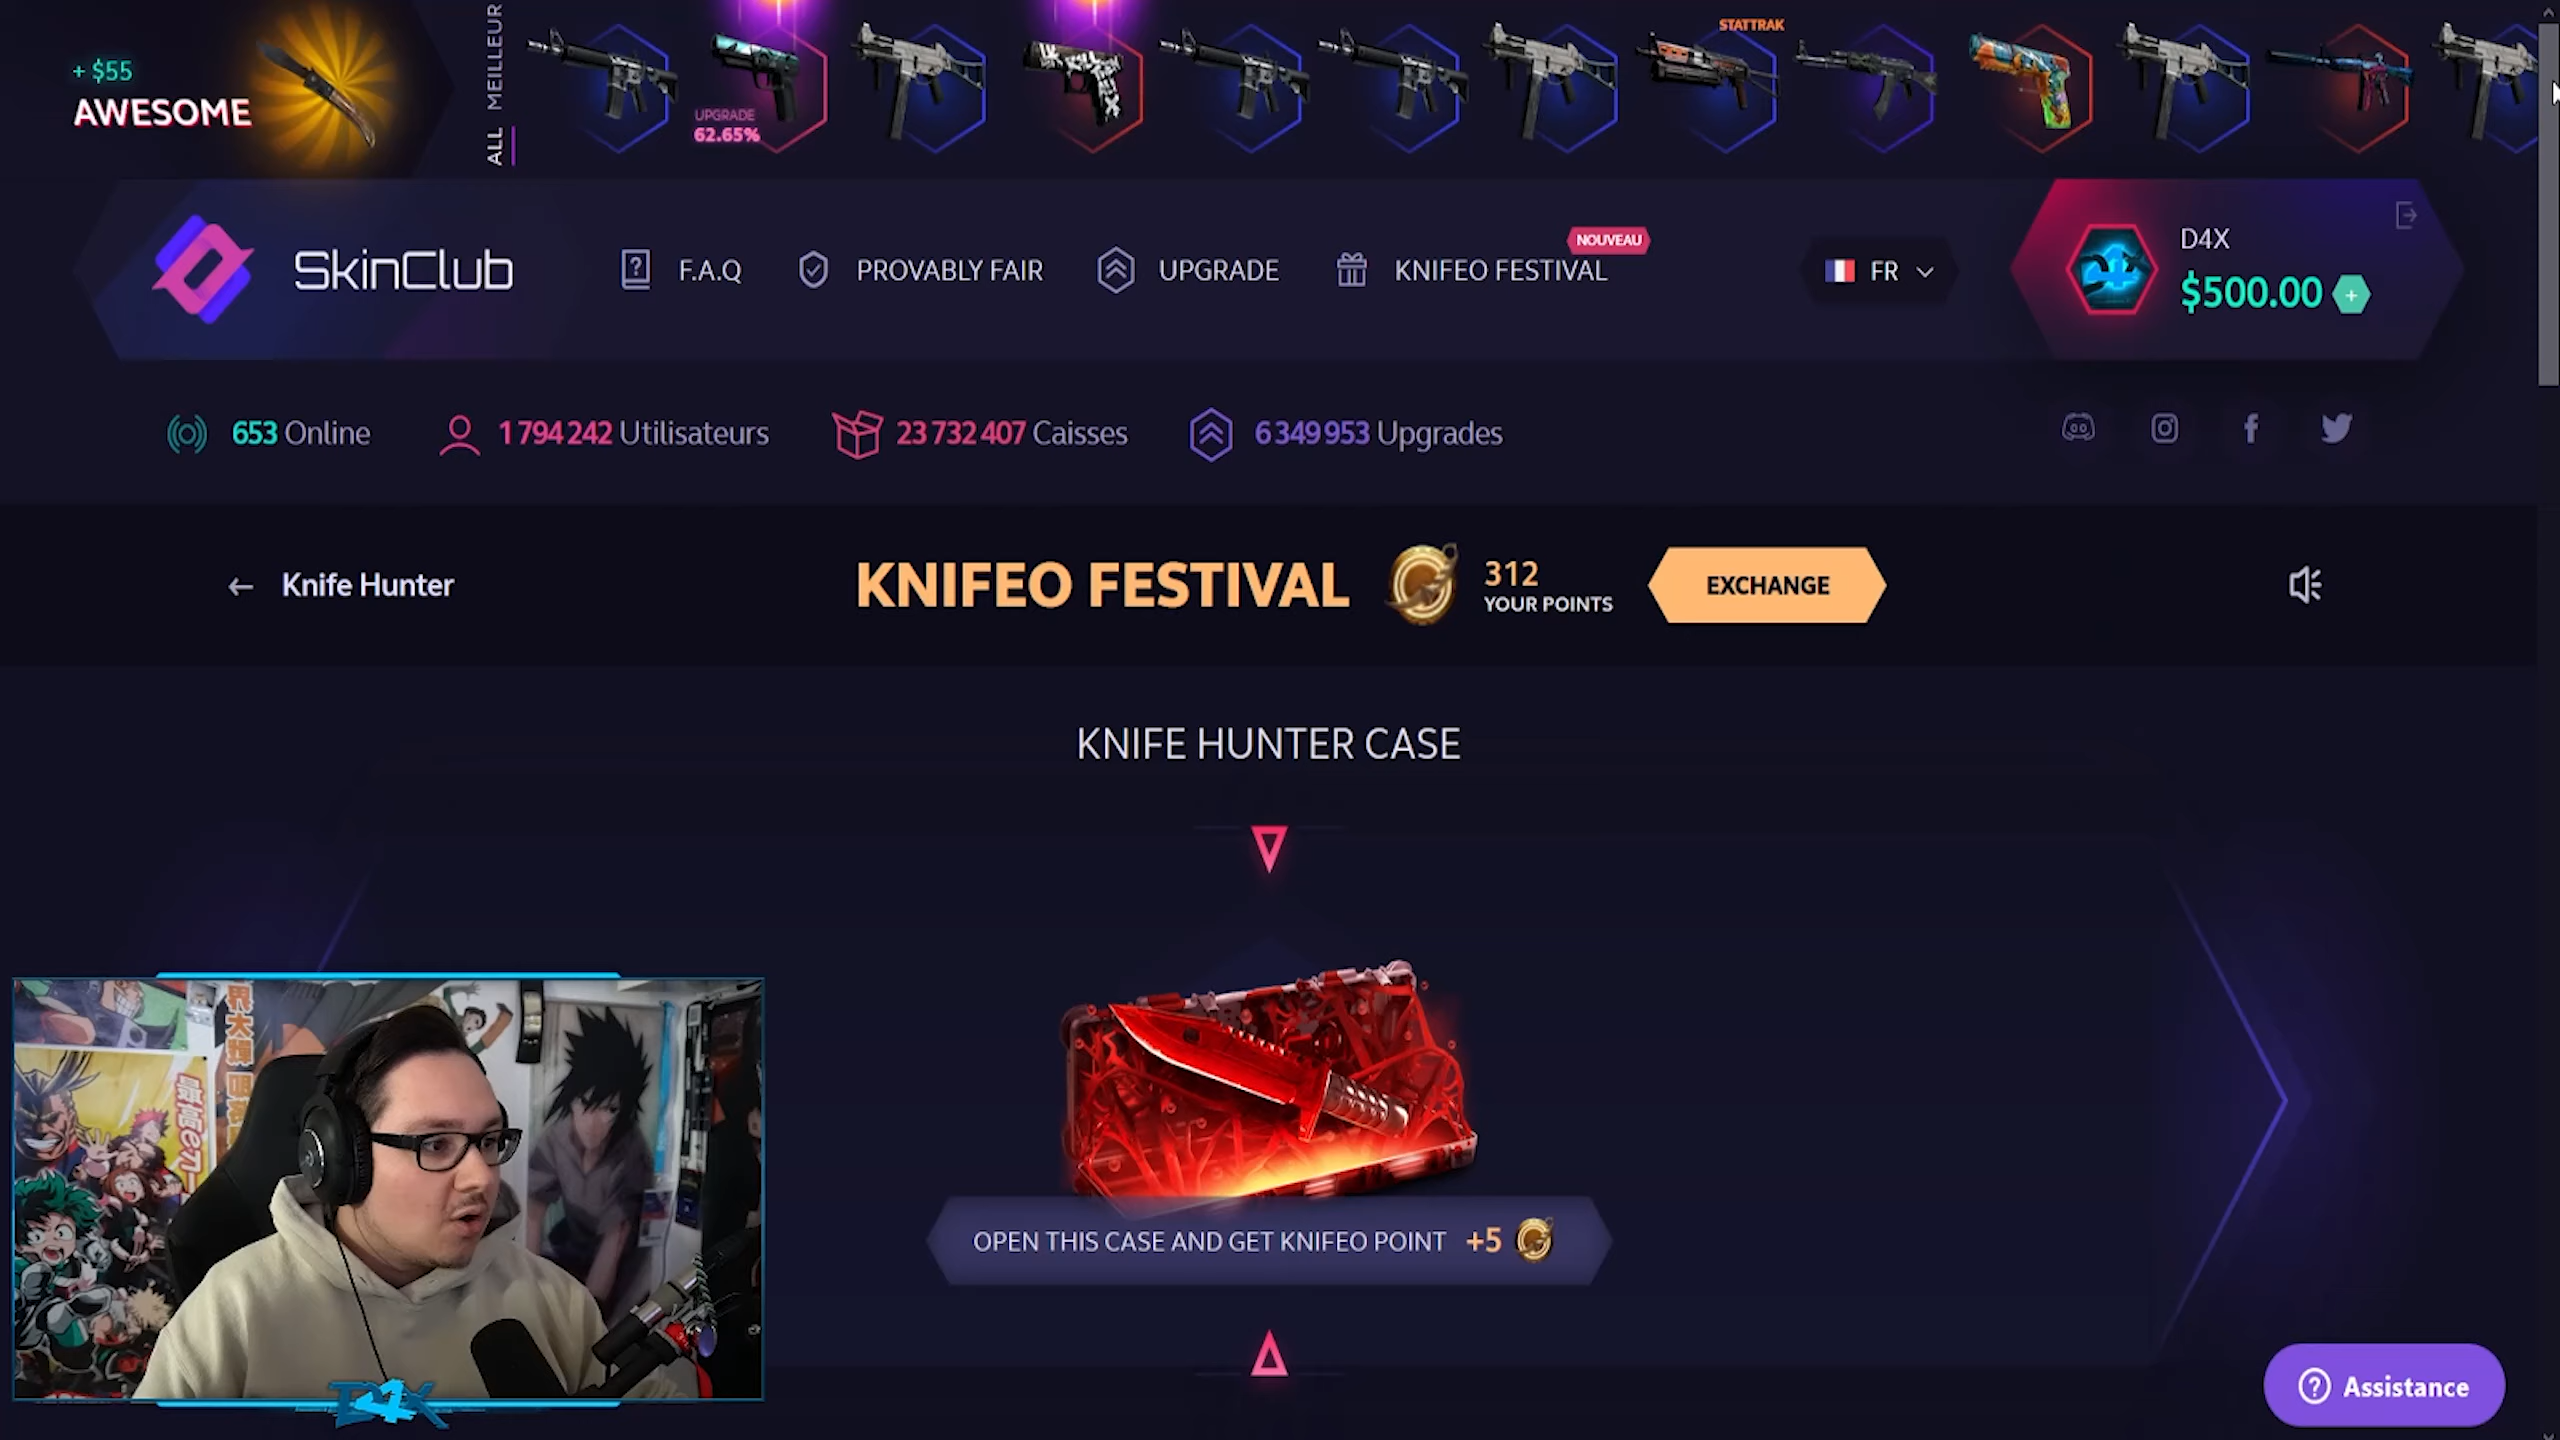 + $55
AWESOME
MEILLEUR
ALL
UPGRADE
62.65%
STATTRAK
SkinClub
F.A.Q
PROVABLY FAIR
UPGRADE
NOUVEAU
KNIFEO FESTIVAL
FR
D4X
$500.00
653 Online
1 794 242 Utilisateurs
23 732 407 Caisses
6 349 953 Upgrades
← Knife Hunter
KNIFEO FESTIVAL
312
YOUR POINTS
EXCHANGE
KNIFE HUNTER CASE
OPEN THIS CASE AND GET KNIFEO POINT +5
D4X
Assistance